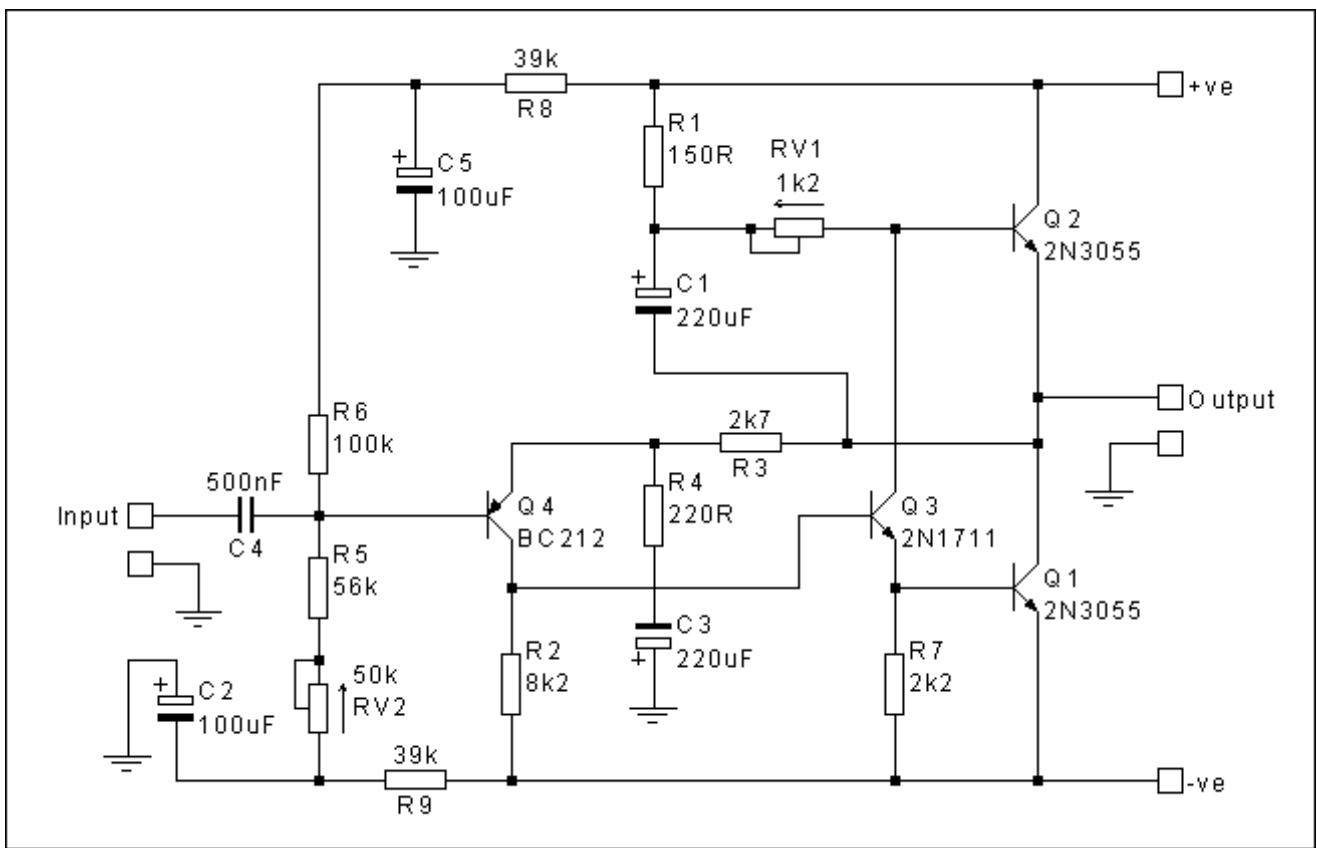 39k
R8
+ve
R1
150R
RV1
1k2
+
C5
100uF
Q2
2N3055
+
C1
220uF
R6
100k
2k7
R3
Output
500nF
Input
C4
R4
220R
Q4
BC212
Q3
2N1711
R5
56k
Q1
2N3055
C3
+
220uF
R2
8k2
R7
2k2
50k
RV2
+
C2
100uF
39k
R9
-ve